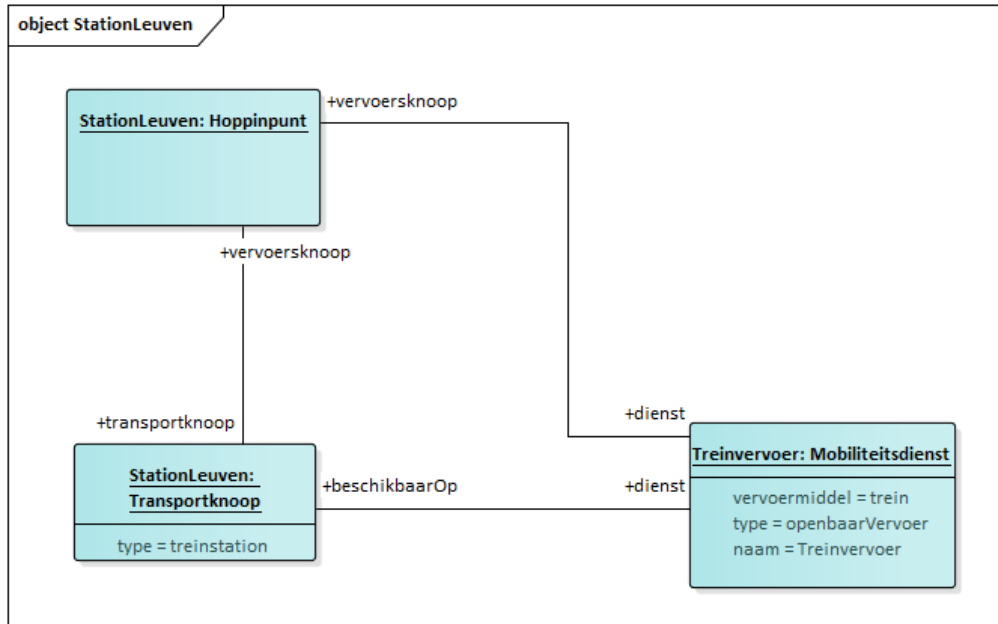 object StationLeuven
+vervoersknoop
StationLeuven: Hoppinpunt
+vervoersknoop
+transportknoop
+dienst
StationLeuven:
Transportknoop
type = treinstation
+beschikbaarOp
+dienst
Treinvervoer: Mobiliteitsdienst
vervoermiddel = trein
type = openbaarVervoer
naam = Treinvervoer